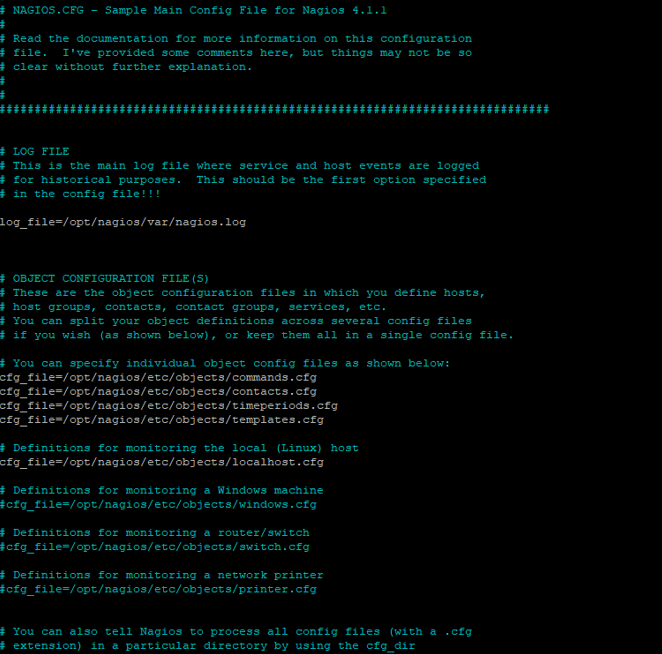 # NAGIOS.CFG - Sample Main Config File for Nagios 4.1.1
#
# Read the documentation for more information on this configuration
# file.  I've provided some comments here, but things may not be so
# clear without further explanation.
#
#
##############################################################################
# LOG FILE
# This is the main log file where service and host events are logged
# for historical purposes.  This should be the first option specified
# in the config file!!!
log_file=/opt/nagios/var/nagios.log
# OBJECT CONFIGURATION FILE(S)
# These are the object configuration files in which you define hosts,
# host groups, contacts, contact groups, services, etc.
# You can split your object definitions across several config files
# if you wish (as shown below), or keep them all in a single config file.
# You can specify individual object config files as shown below:
cfg_file=/opt/nagios/etc/objects/commands.cfg
cfg_file=/opt/nagios/etc/objects/contacts.cfg
cfg_file=/opt/nagios/etc/objects/timeperiods.cfg
cfg_file=/opt/nagios/etc/objects/templates.cfg
# Definitions for monitoring the local (Linux) host
cfg_file=/opt/nagios/etc/objects/localhost.cfg
# Definitions for monitoring a Windows machine
#cfg_file=/opt/nagios/etc/objects/windows.cfg
# Definitions for monitoring a router/switch
#cfg_file=/opt/nagios/etc/objects/switch.cfg
# Definitions for monitoring a network printer
#cfg_file=/opt/nagios/etc/objects/printer.cfg
# You can also tell Nagios to process all config files (with a .cfg
# extension) in a particular directory by using the cfg_dir